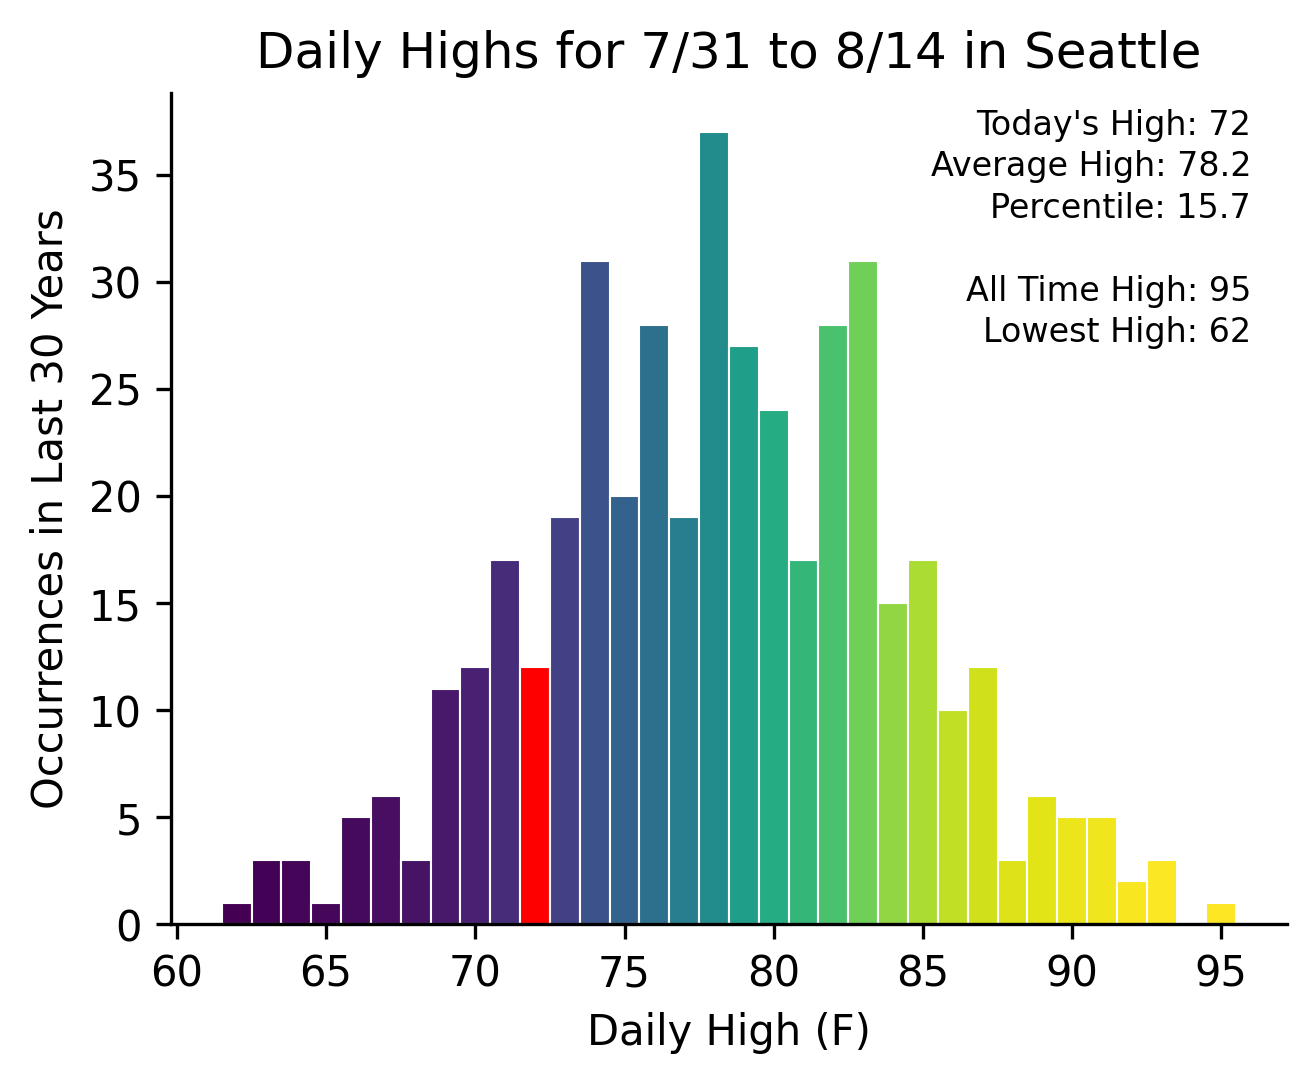 Daily Highs for 7/31 to 8/14 in Seattle
Today's High: 72
Average High: 78.2
Percentile: 15.7
All Time High: 95
Lowest High: 62
Occurrences in Last 30 Years
35
30
25
20
15
10
5
0
60 65 70 75 80 85 90 95
Daily High (F)